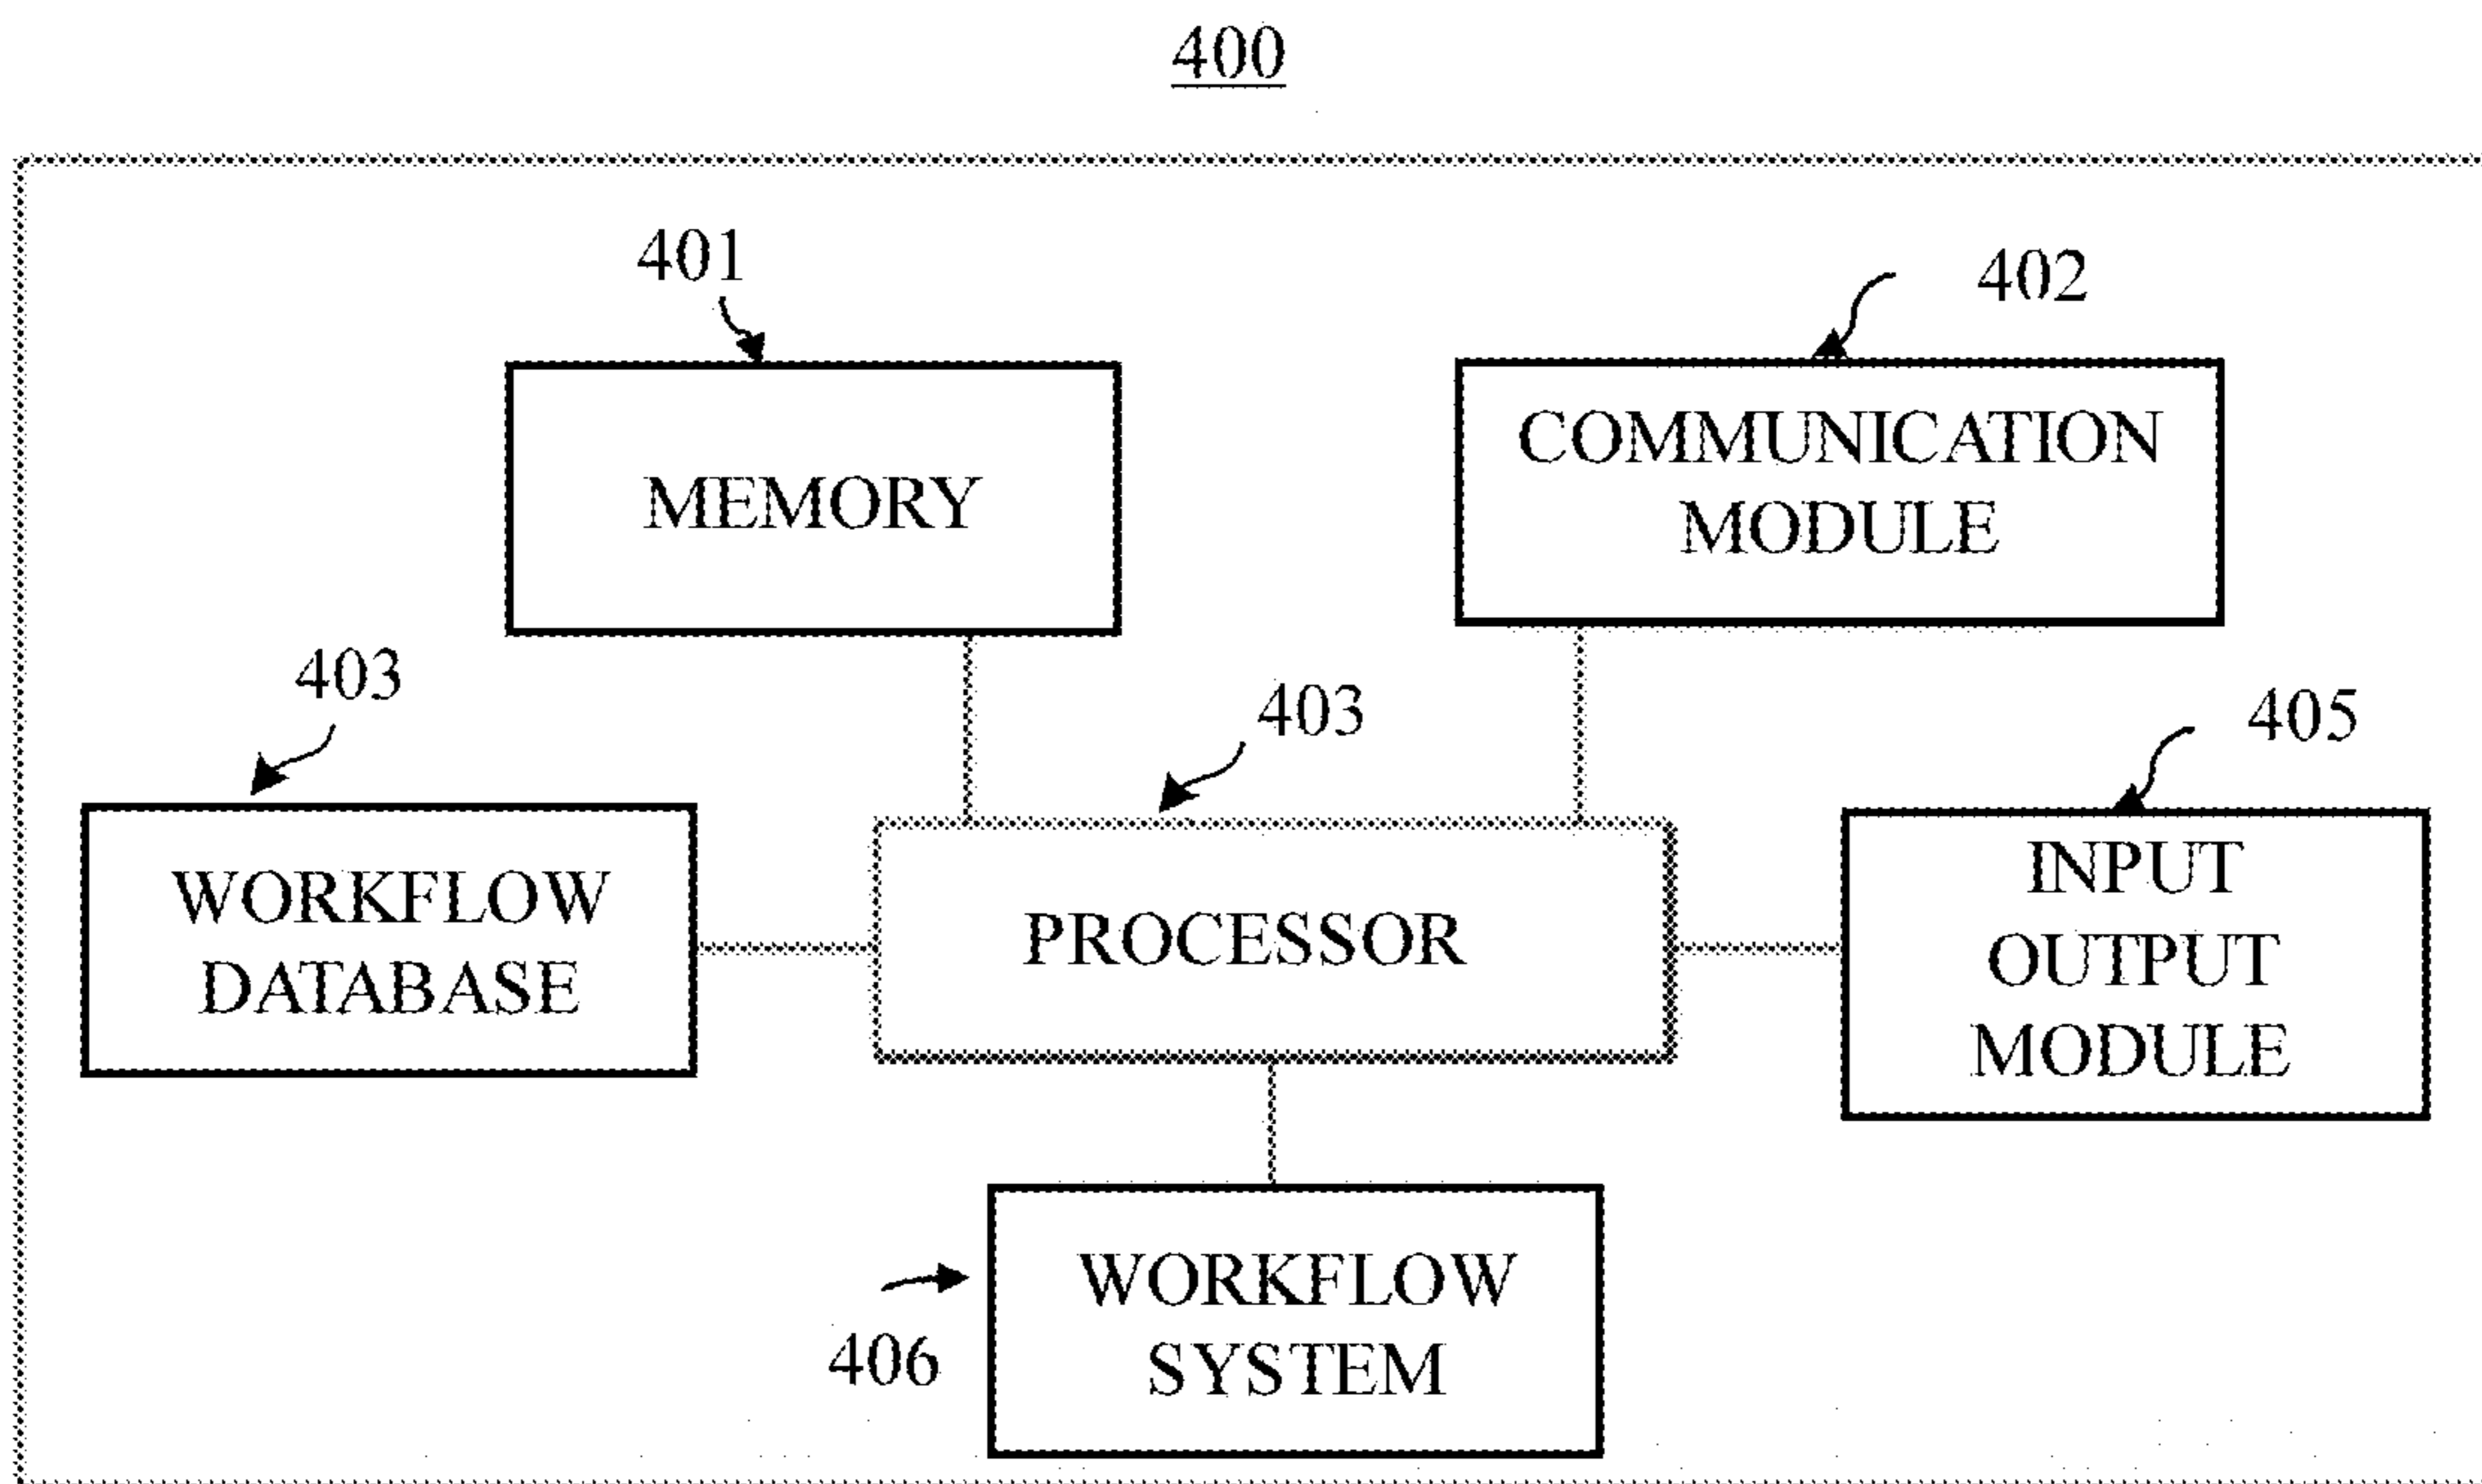 400
401
402
MEMORY
COMMUNICATION
MODULE
403
403
405
WORKFLOW
DATABASE
PROCESSOR
INPUT
OUTPUT
MODULE
406
WORKFLOW
SYSTEM